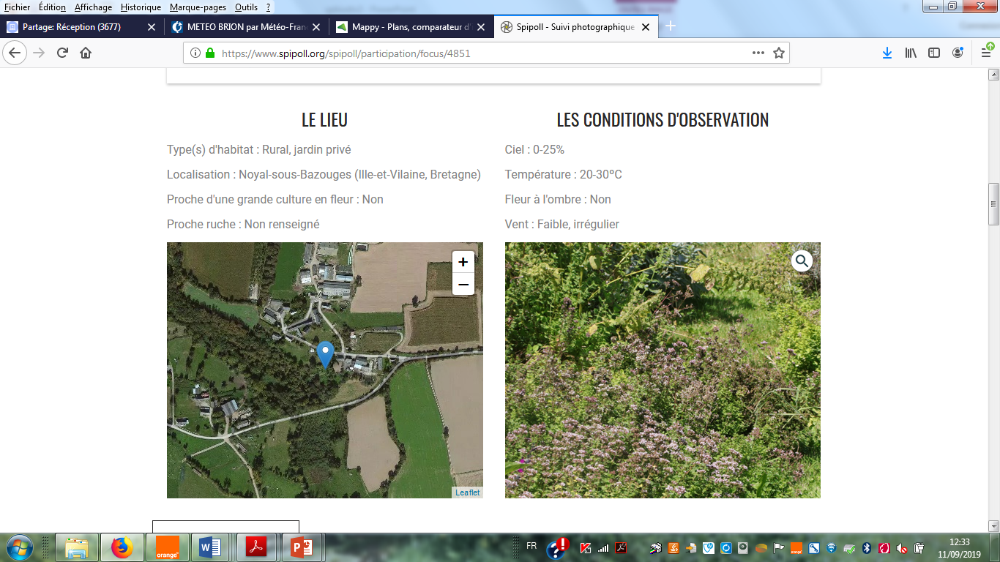 Fichier Édition Affichage Historique Marque-pages Outils ?
Partage: Réception (3677)
METEO BRION par Météo-Fran
Mappy - Plans, comparateur d'
Spipoll - Suivi photographique
https://www.spipoll.org/spipoll/participation/focus/4851
LE LIEU
Type(s) d'habitat : Rural, jardin privé
Localisation : Noyal-sous-Bazouges (Ille-et-Vilaine, Bretagne)
Proche d'une grande culture en fleur : Non
Proche ruche : Non renseigné
+
−
Leaflet
LES CONDITIONS D'OBSERVATION
Ciel : 0-25%
Température : 20-30ºC
Fleur à l'ombre : Non
Vent : Faible, irrégulier
orange
FR
12:33
11/09/2019